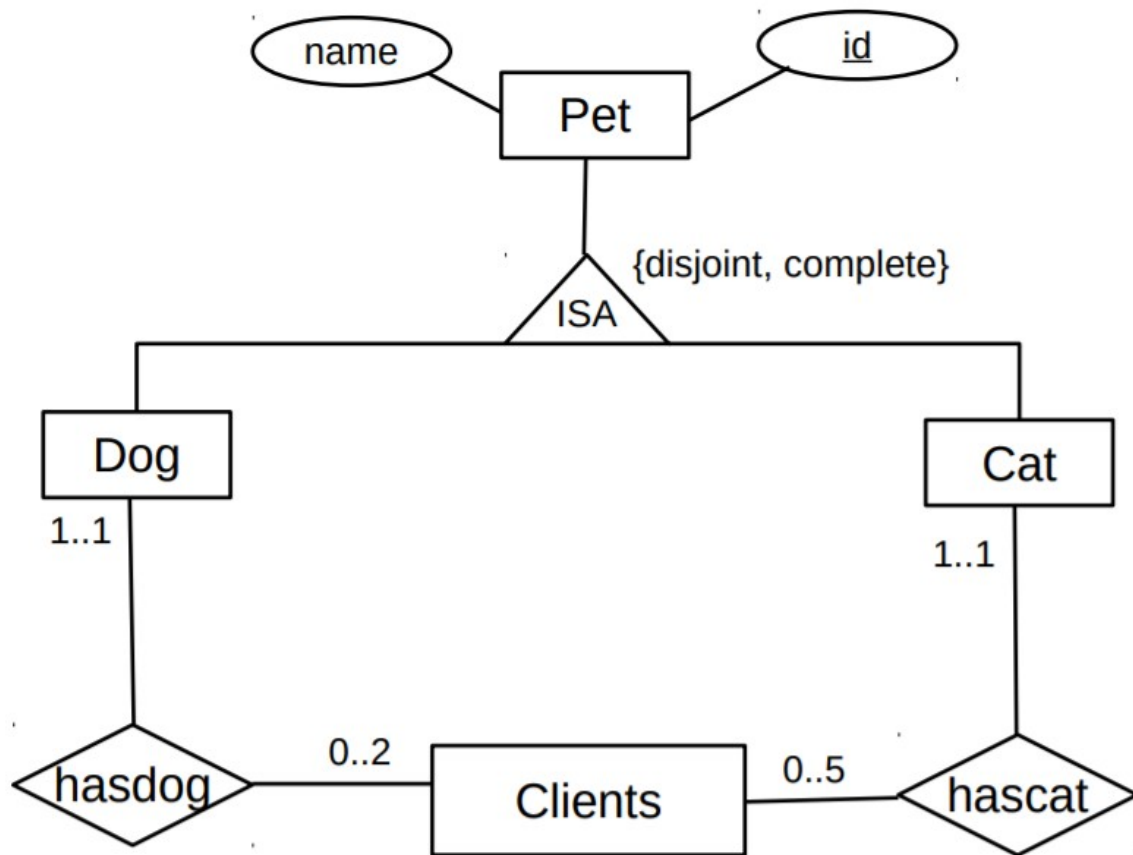 name
id
Pet
{disjoint, complete}
ISA
Dog
Cat
1..1
1..1
0..2
0..5
hasdog
Clients
hascat